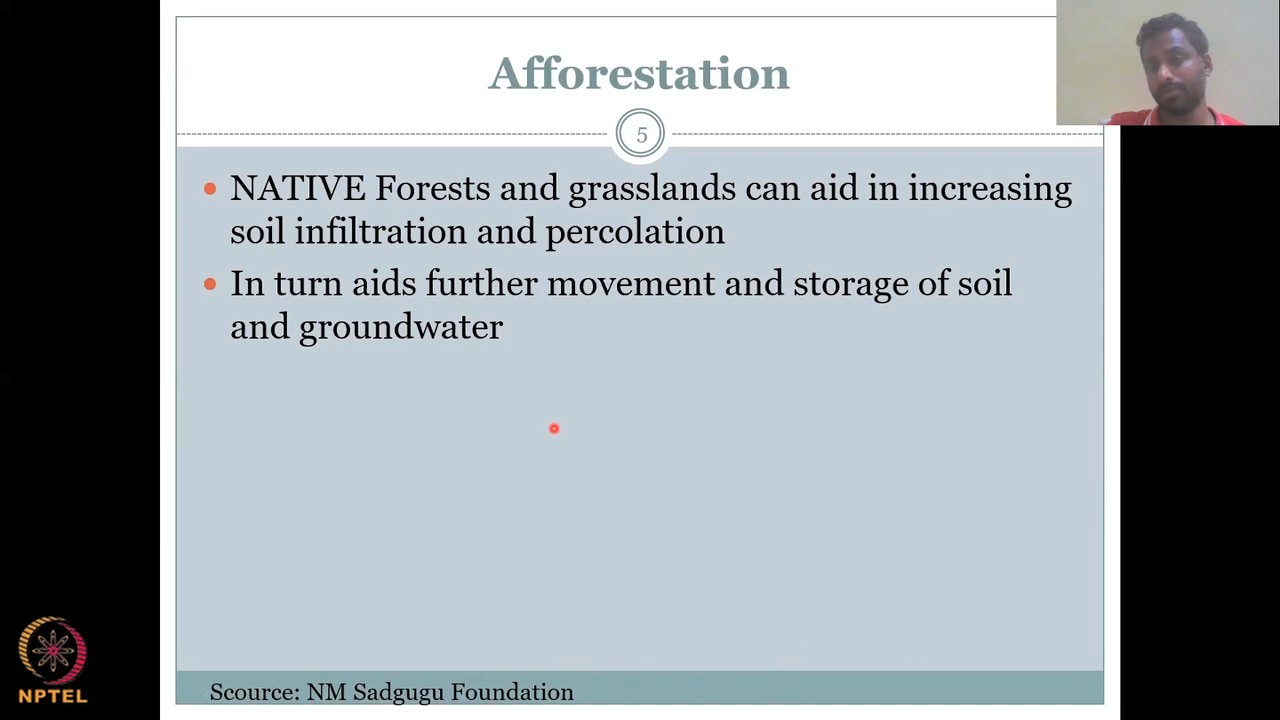 Afforestation
5
• NATIVE Forests and grasslands can aid in increasing
soil infiltration and percolation
• In turn aids further movement and storage of soil
and groundwater
Scource: NM Sadgugu Foundation
NPTEL